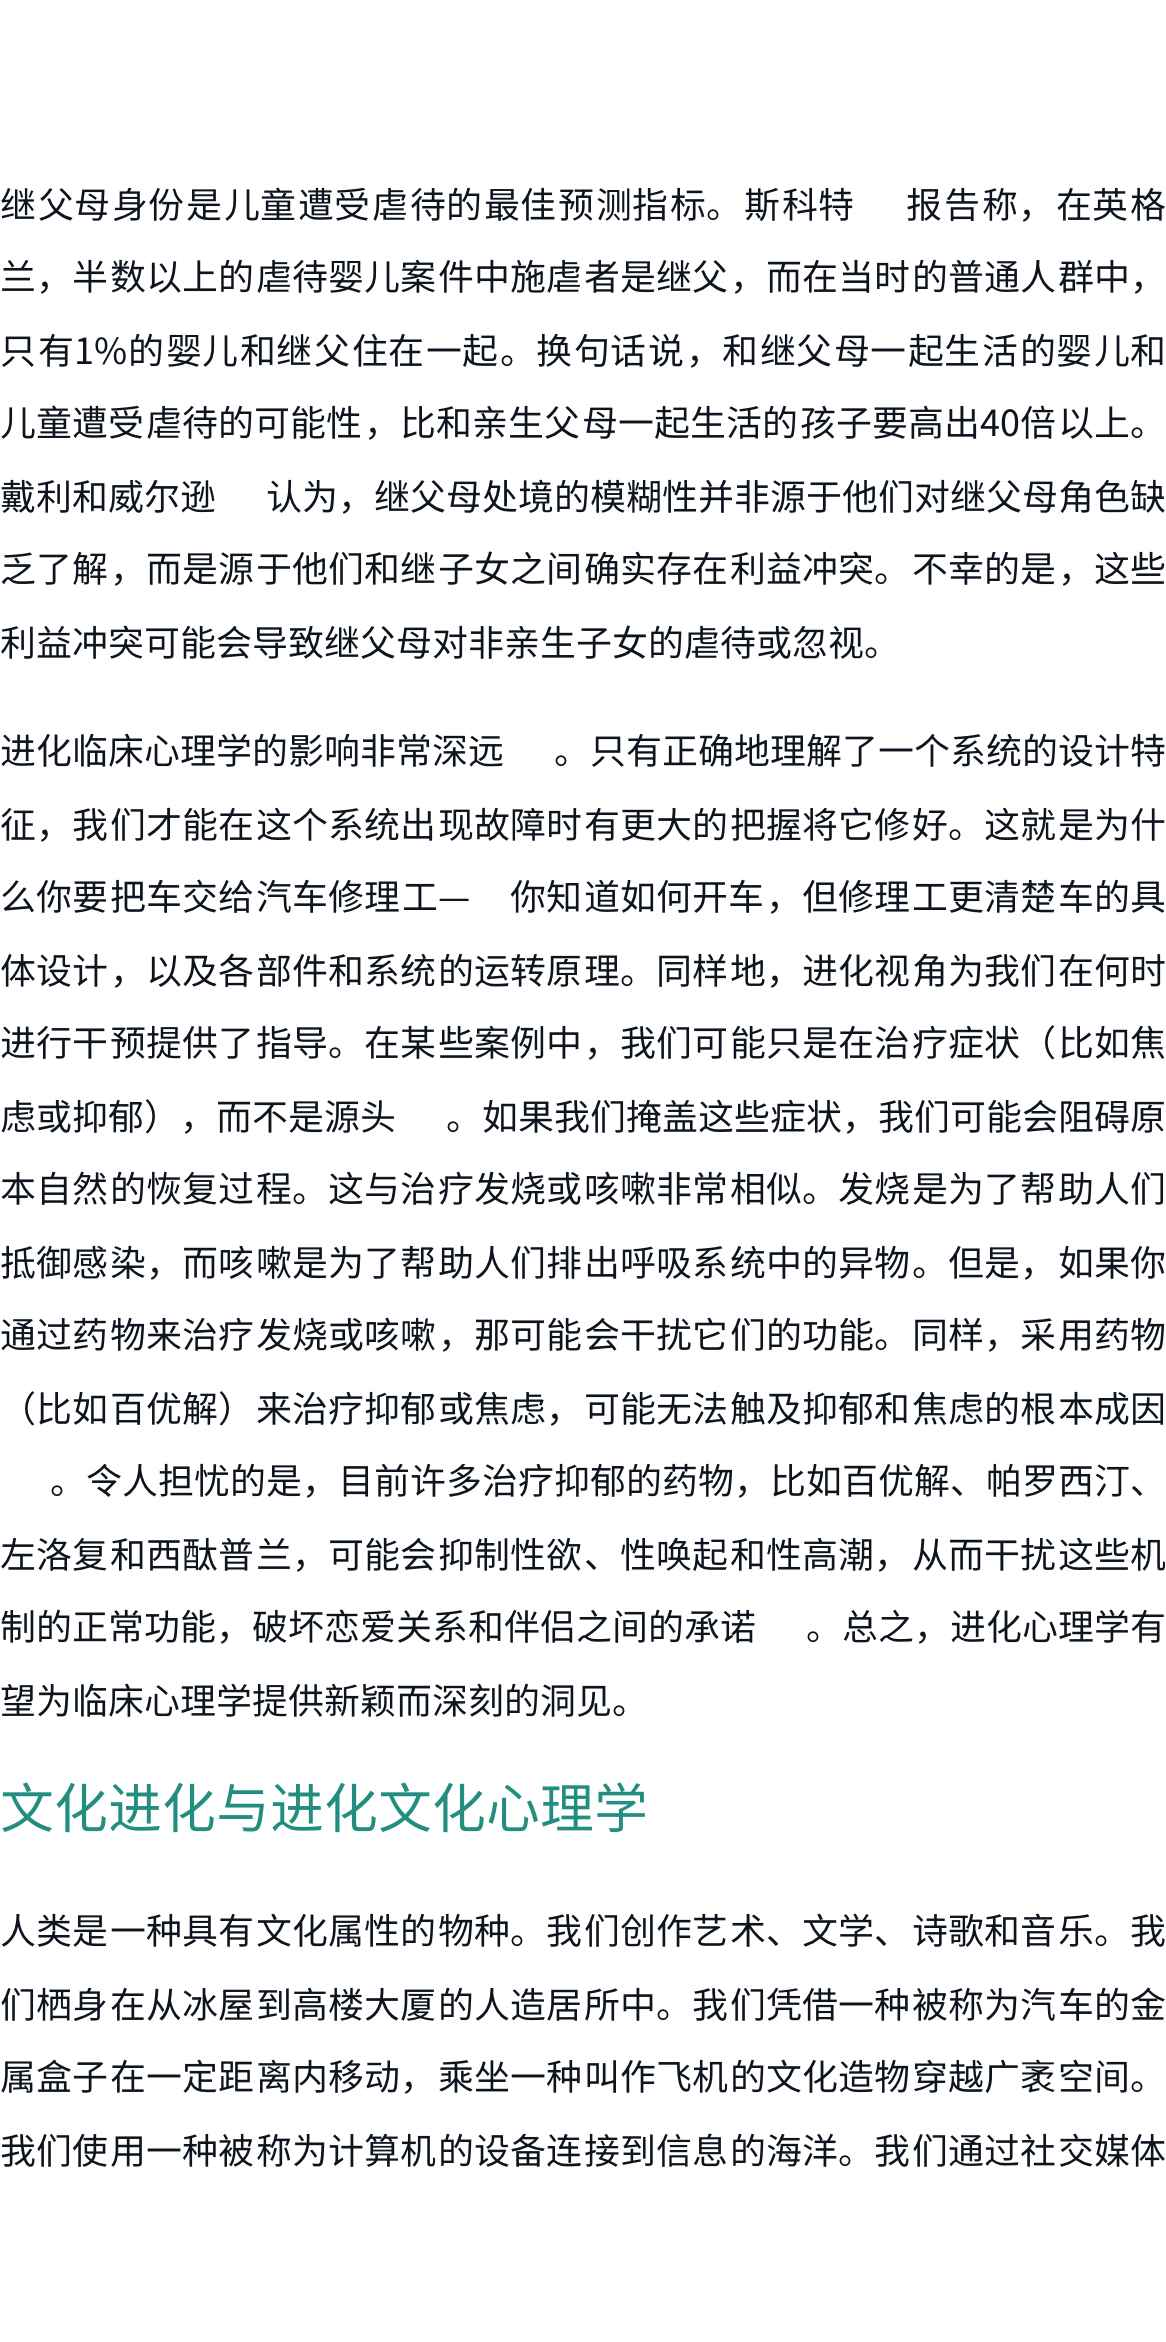 继父母身份是儿童遭受虐待的最佳预测指标。斯科特 报告称，在英格
兰，半数以上的虐待婴儿案件中施虐者是继父，而在当时的普通人群中，
只有1%的婴儿和继父住在一起。换句话说，和继父母一起生活的婴儿和
儿童遭受虐待的可能性，比和亲生父母一起生活的孩子要高出40倍以上。
戴利和威尔逊 认为，继父母处境的模糊性并非源于他们对继父母角色缺
乏了解，而是源于他们和继子女之间确实存在利益冲突。不幸的是，这些
利益冲突可能会导致继父母对非亲生子女的虐待或忽视。
进化临床心理学的影响非常深远 。只有正确地理解了一个系统的设计特
征，我们才能在这个系统出现故障时有更大的把握将它修好。这就是为什
么你要把车交给汽车修理工— 你知道如何开车，但修理工更清楚车的具
体设计，以及各部件和系统的运转原理。同样地，进化视角为我们在何时
进行干预提供了指导。在某些案例中，我们可能只是在治疗症状（比如焦
虑或抑郁），而不是源头 。如果我们掩盖这些症状，我们可能会阻碍原
本自然的恢复过程。这与治疗发烧或咳嗽非常相似。发烧是为了帮助人们
抵御感染，而咳嗽是为了帮助人们排出呼吸系统中的异物。但是，如果你
通过药物来治疗发烧或咳嗽，那可能会干扰它们的功能。同样，采用药物
（比如百优解）来治疗抑郁或焦虑，可能无法触及抑郁和焦虑的根本成因
。令人担忧的是，目前许多治疗抑郁的药物，比如百优解、帕罗西汀、
左洛复和西酞普兰，可能会抑制性欲、性唤起和性高潮，从而干扰这些机
制的正常功能，破坏恋爱关系和伴侣之间的承诺 。总之，进化心理学有
望为临床心理学提供新颖而深刻的洞见。
文化进化与进化文化心理学
人类是一种具有文化属性的物种。我们创作艺术、文学、诗歌和音乐。我
们栖身在从冰屋到高楼大厦的人造居所中。我们凭借一种被称为汽车的金
属盒子在一定距离内移动，乘坐一种叫作飞机的文化造物穿越广袤空间。
我们使用一种被称为计算机的设备连接到信息的海洋。我们通过社交媒体